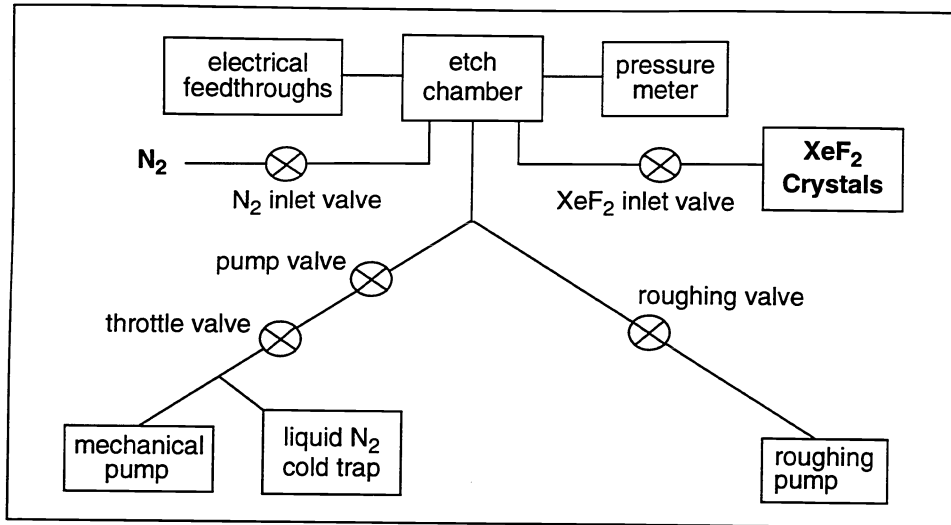 electrical
feedthroughs
etch
chamber
pressure
meter
N₂
N₂ inlet valve
XeF₂ inlet valve
XeF₂
Crystals
pump valve
throttle valve
roughing valve
mechanical
pump
liquid N₂
cold trap
roughing
pump